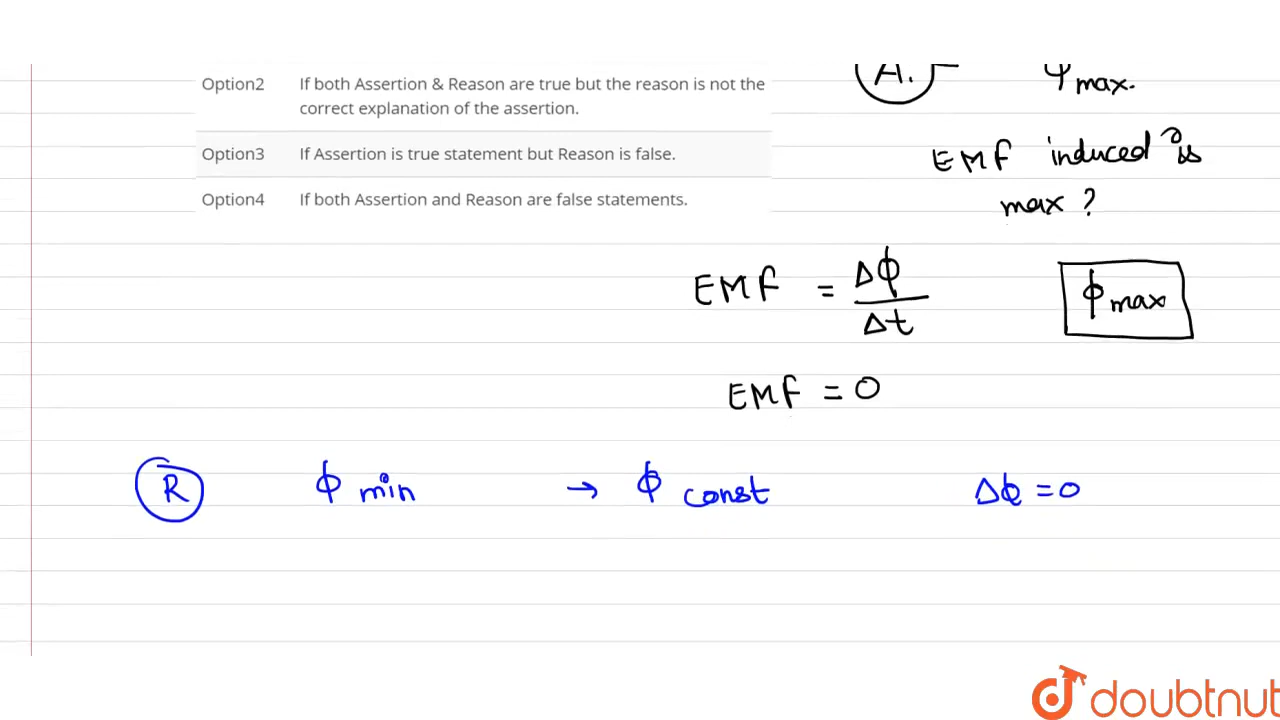 Option2 If both Assertion & Reason are true but the reason is not the
correct explanation of the assertion.
Option3 If Assertion is true statement but Reason is false.
Option4 If both Assertion and Reason are false statements.
A. φmax.
EMF induced is
max ?
EMF = Δφ/Δt φmax
EMF = 0
R φ min → φ const Δφ = 0
doubtnut